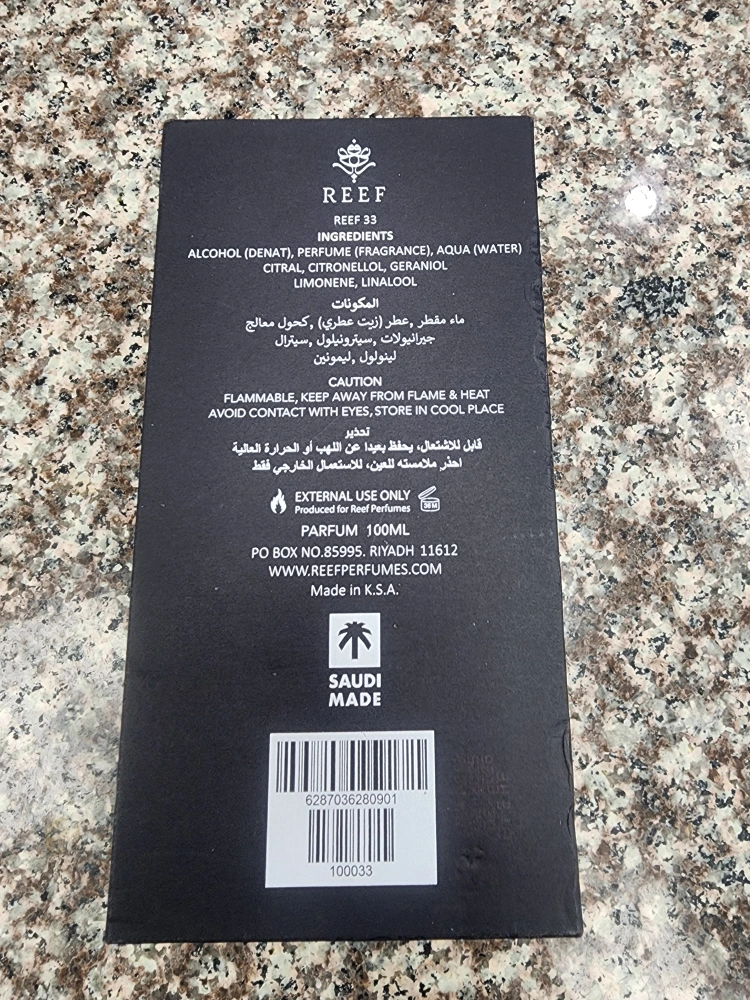 REEF
REEF 33
INGREDIENTS
ALCOHOL (DENAT), PERFUME (FRAGRANCE), AQUA (WATER)
CITRAL, CITRONELLOL, GERANIOL
LIMONENE, LINALOOL
المكونات
ماء مقطر ,عطر (زيت عطري) ,كحول معالج
جيرانيولات ,سيترونيلول ,سيترال
لينولول ,ليمونين
CAUTION
FLAMMABLE, KEEP AWAY FROM FLAME & HEAT
AVOID CONTACT WITH EYES, STORE IN COOL PLACE
تحذير
قابل للاشتعال، يحفظ بعيدا عن اللهب أو الحرارة العالية
احذر ملامسته للعين، للاستعمال الخارجي فقط
EXTERNAL USE ONLY
Produced for Reef Perfumes
36 M
PARFUM 100ML
PO BOX NO.85995. RIYADH 11612
WWW.REEFPERFUMES.COM
Made in K.S.A.
SAUDI
MADE
6287036280901
100033